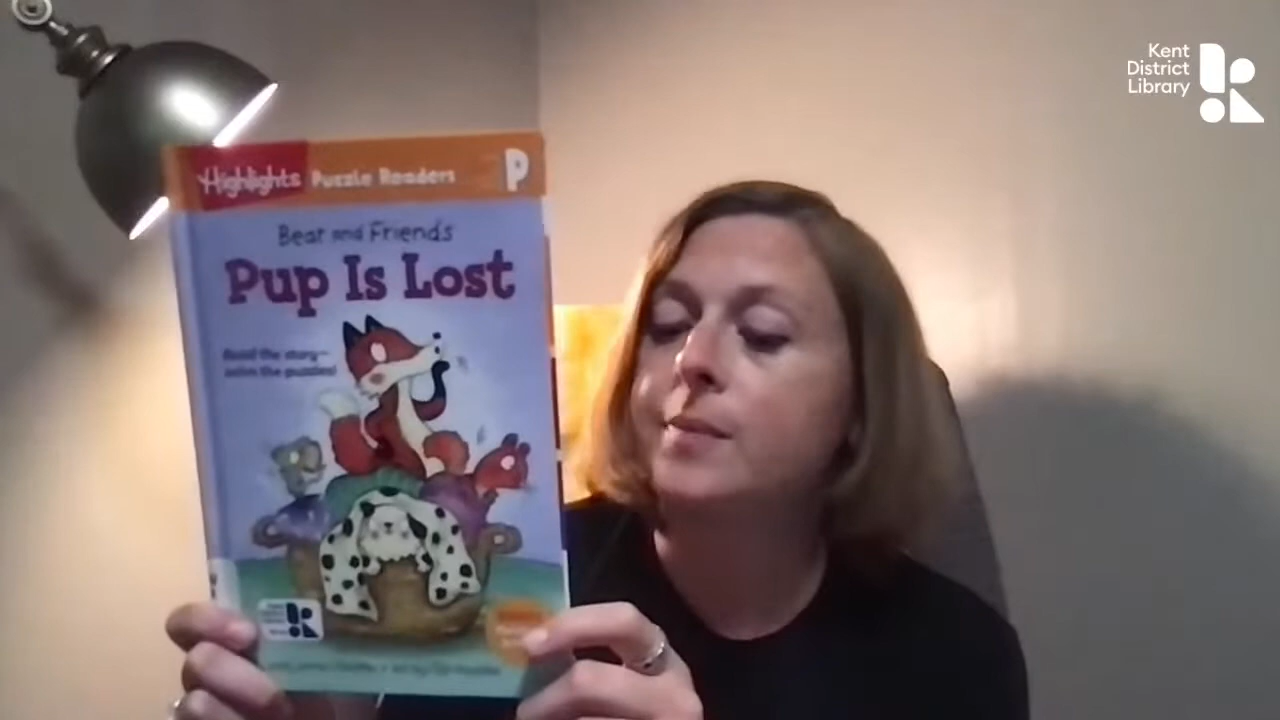 Kent
District
Library
Highlights Puzzle Readers P
Bear and Friends
Pup Is Lost
Read the story—
solve the puzzles!